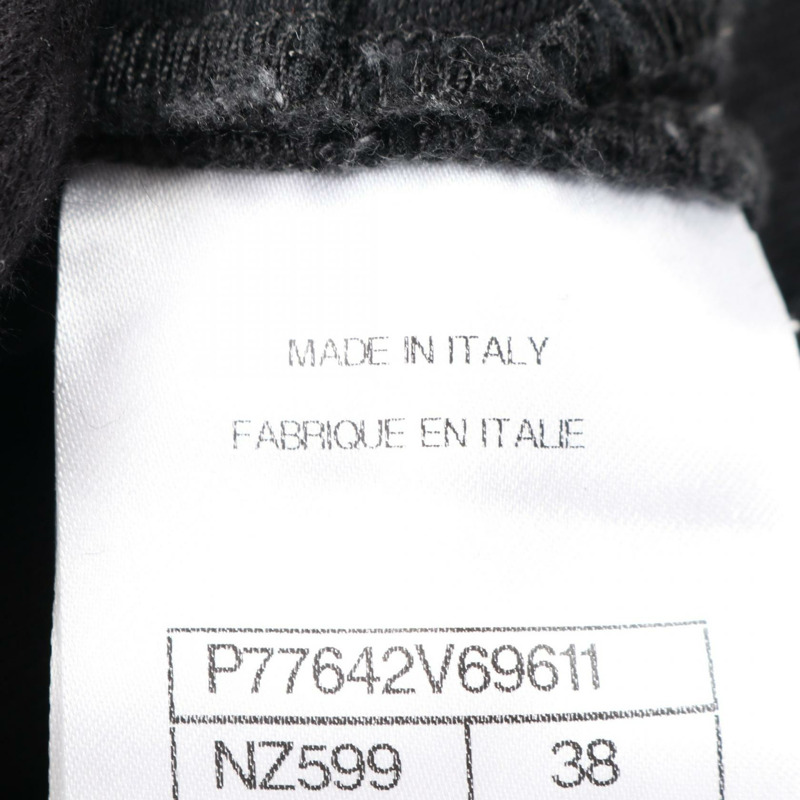 MADE IN ITALY
FABRIQUE EN ITALIE
P77642V69611
NZ599 38